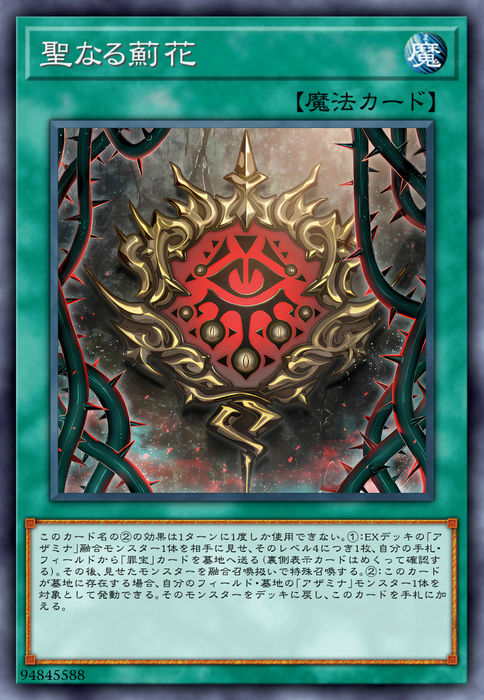 聖なる薊花
魔
【魔法カード】
このカード名の②の効果は1ターンに1度しか使用できない。①:EXデッキの「ア
ザミナ」融合モンスター1体を相手に見せ、そのレベル4につき1枚、自分の手札・
フィールドから「罪宝」カードを墓地へ送る(裏側表示カードはめくって確認す
る)。その後、見せたモンスターを融合召喚扱いで特殊召喚する。②:このカード
が墓地に存在する場合、自分のフィールド・墓地の「アザミナ」モンスター1体を
対象として発動できる。そのモンスターをデッキに戻し、このカードを手札に加
える。
94845588